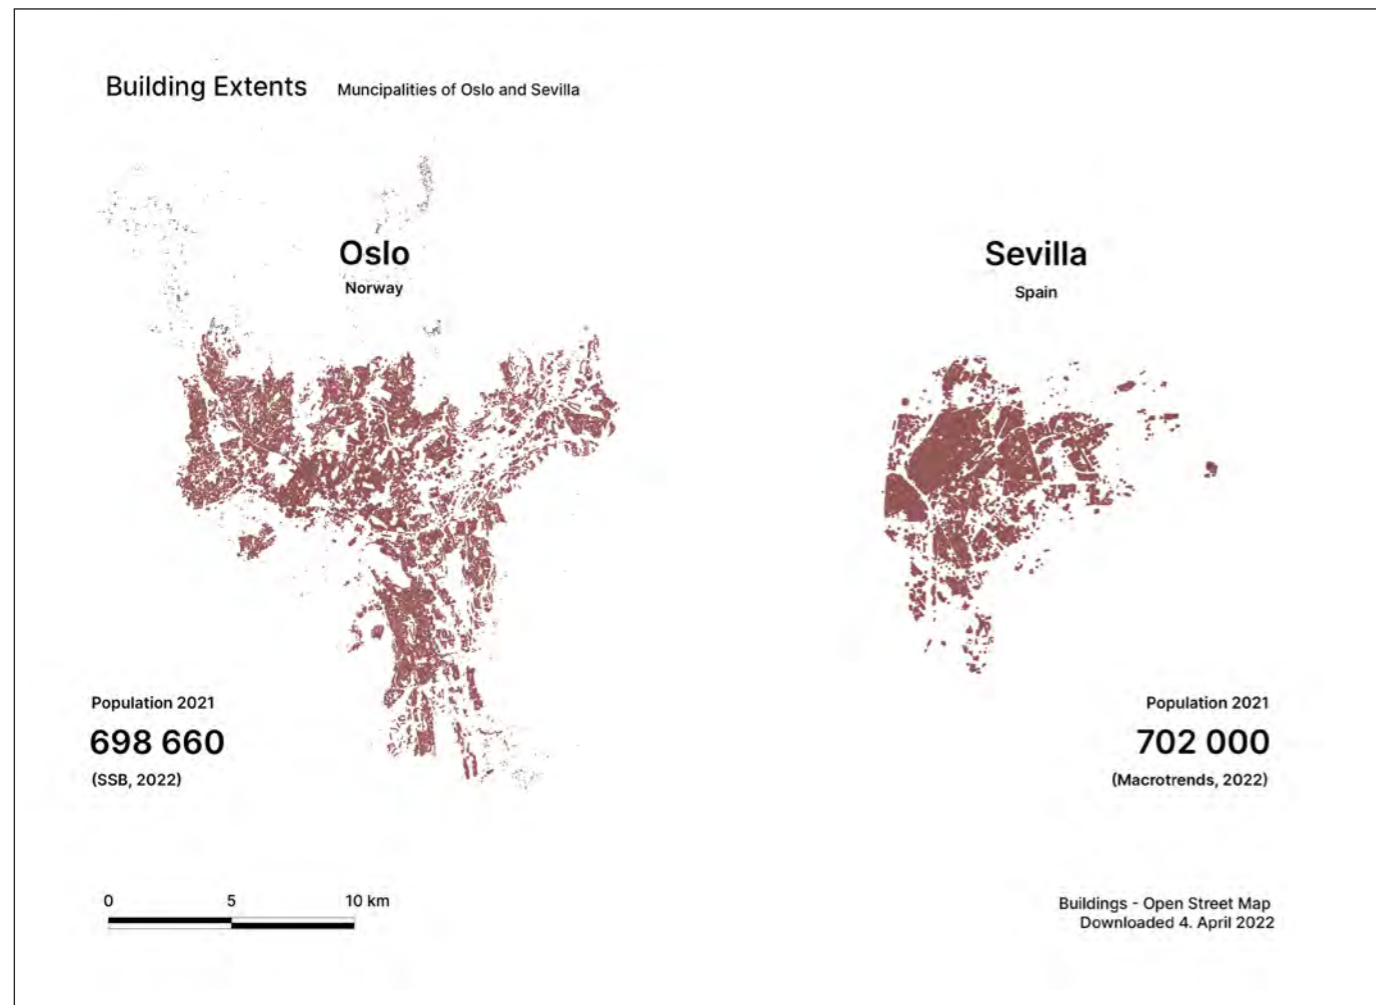 Building Extents Muncipalities of Oslo and Sevilla
Oslo
Norway
Sevilla
Spain
Population 2021
698 660
(SSB, 2022)
Population 2021
702 000
(Macrotrends, 2022)
0 5 10 km
Buildings - Open Street Map
Downloaded 4. April 2022